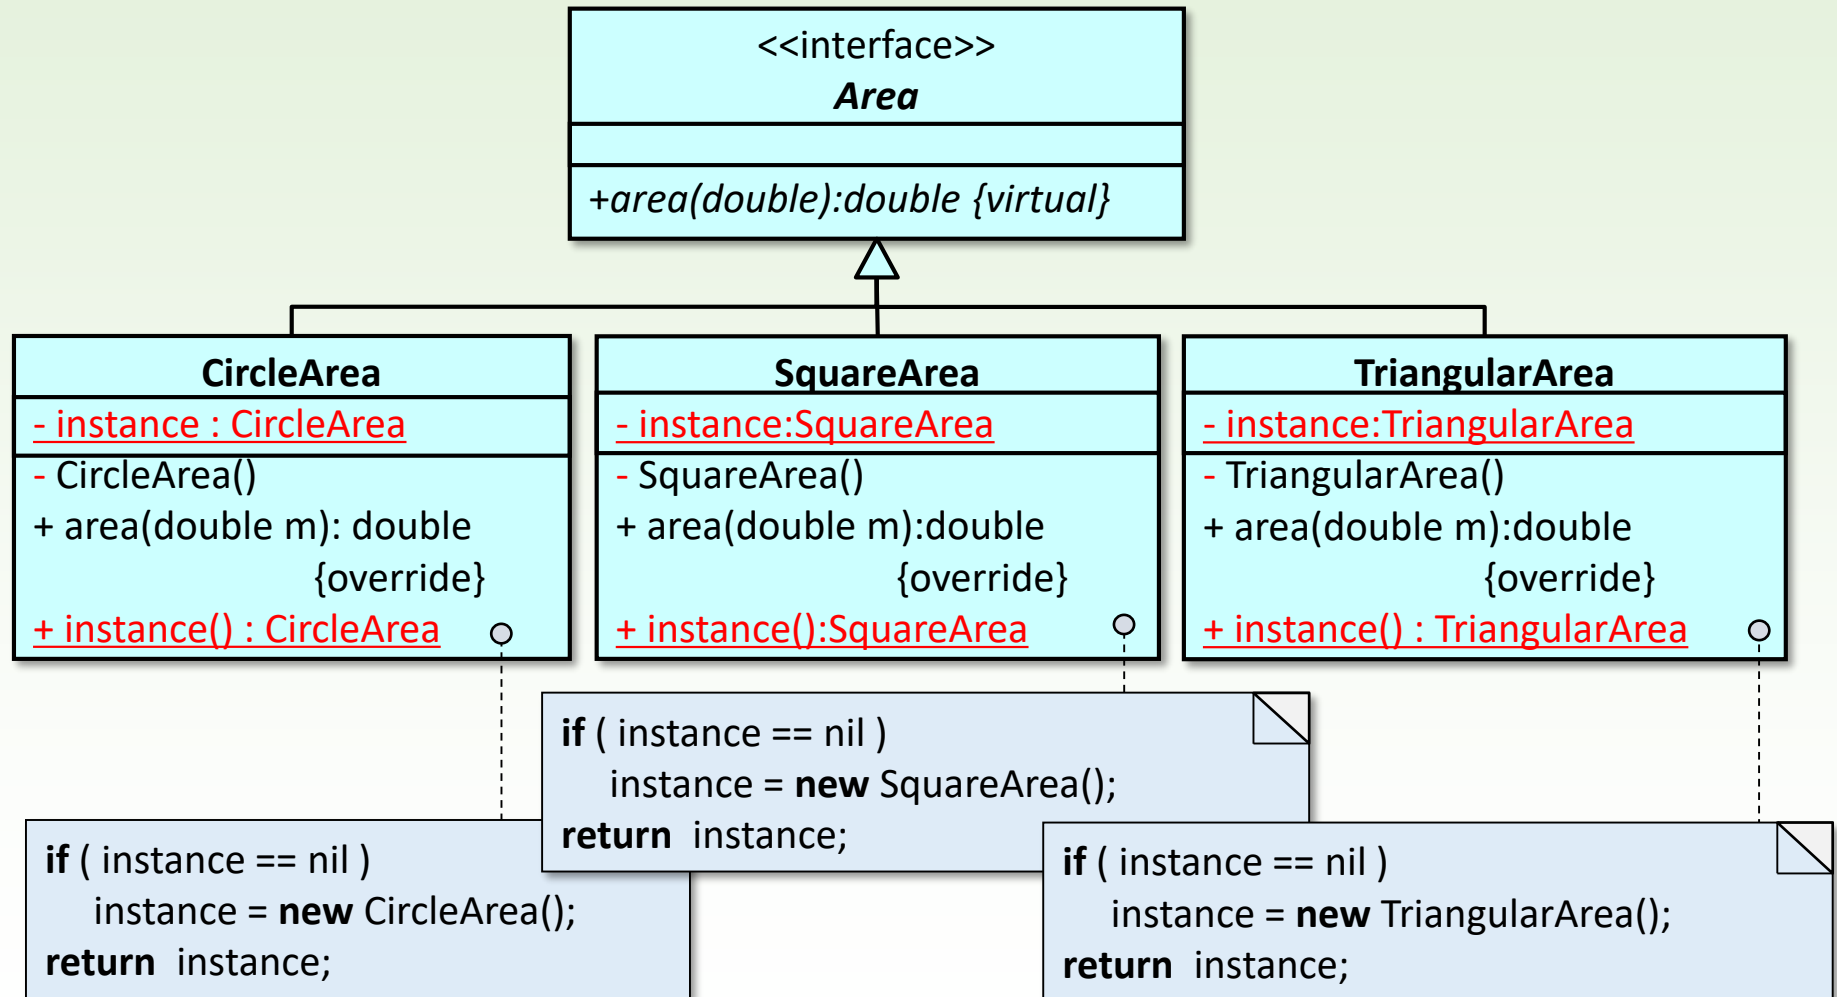 <<interface>>
Area
+area(double):double {virtual}
CircleArea
- instance : CircleArea
- CircleArea()
+ area(double m): double
{override}
+ instance() : CircleArea
SquareArea
- instance:SquareArea
- SquareArea()
+ area(double m):double
{override}
+ instance():SquareArea
TriangularArea
- instance:TriangularArea
- TriangularArea()
+ area(double m):double
{override}
+ instance() : TriangularArea
if ( instance == nil )
instance = new CircleArea();
return instance;
if ( instance == nil )
instance = new SquareArea();
return instance;
if ( instance == nil )
instance = new TriangularArea();
return instance;